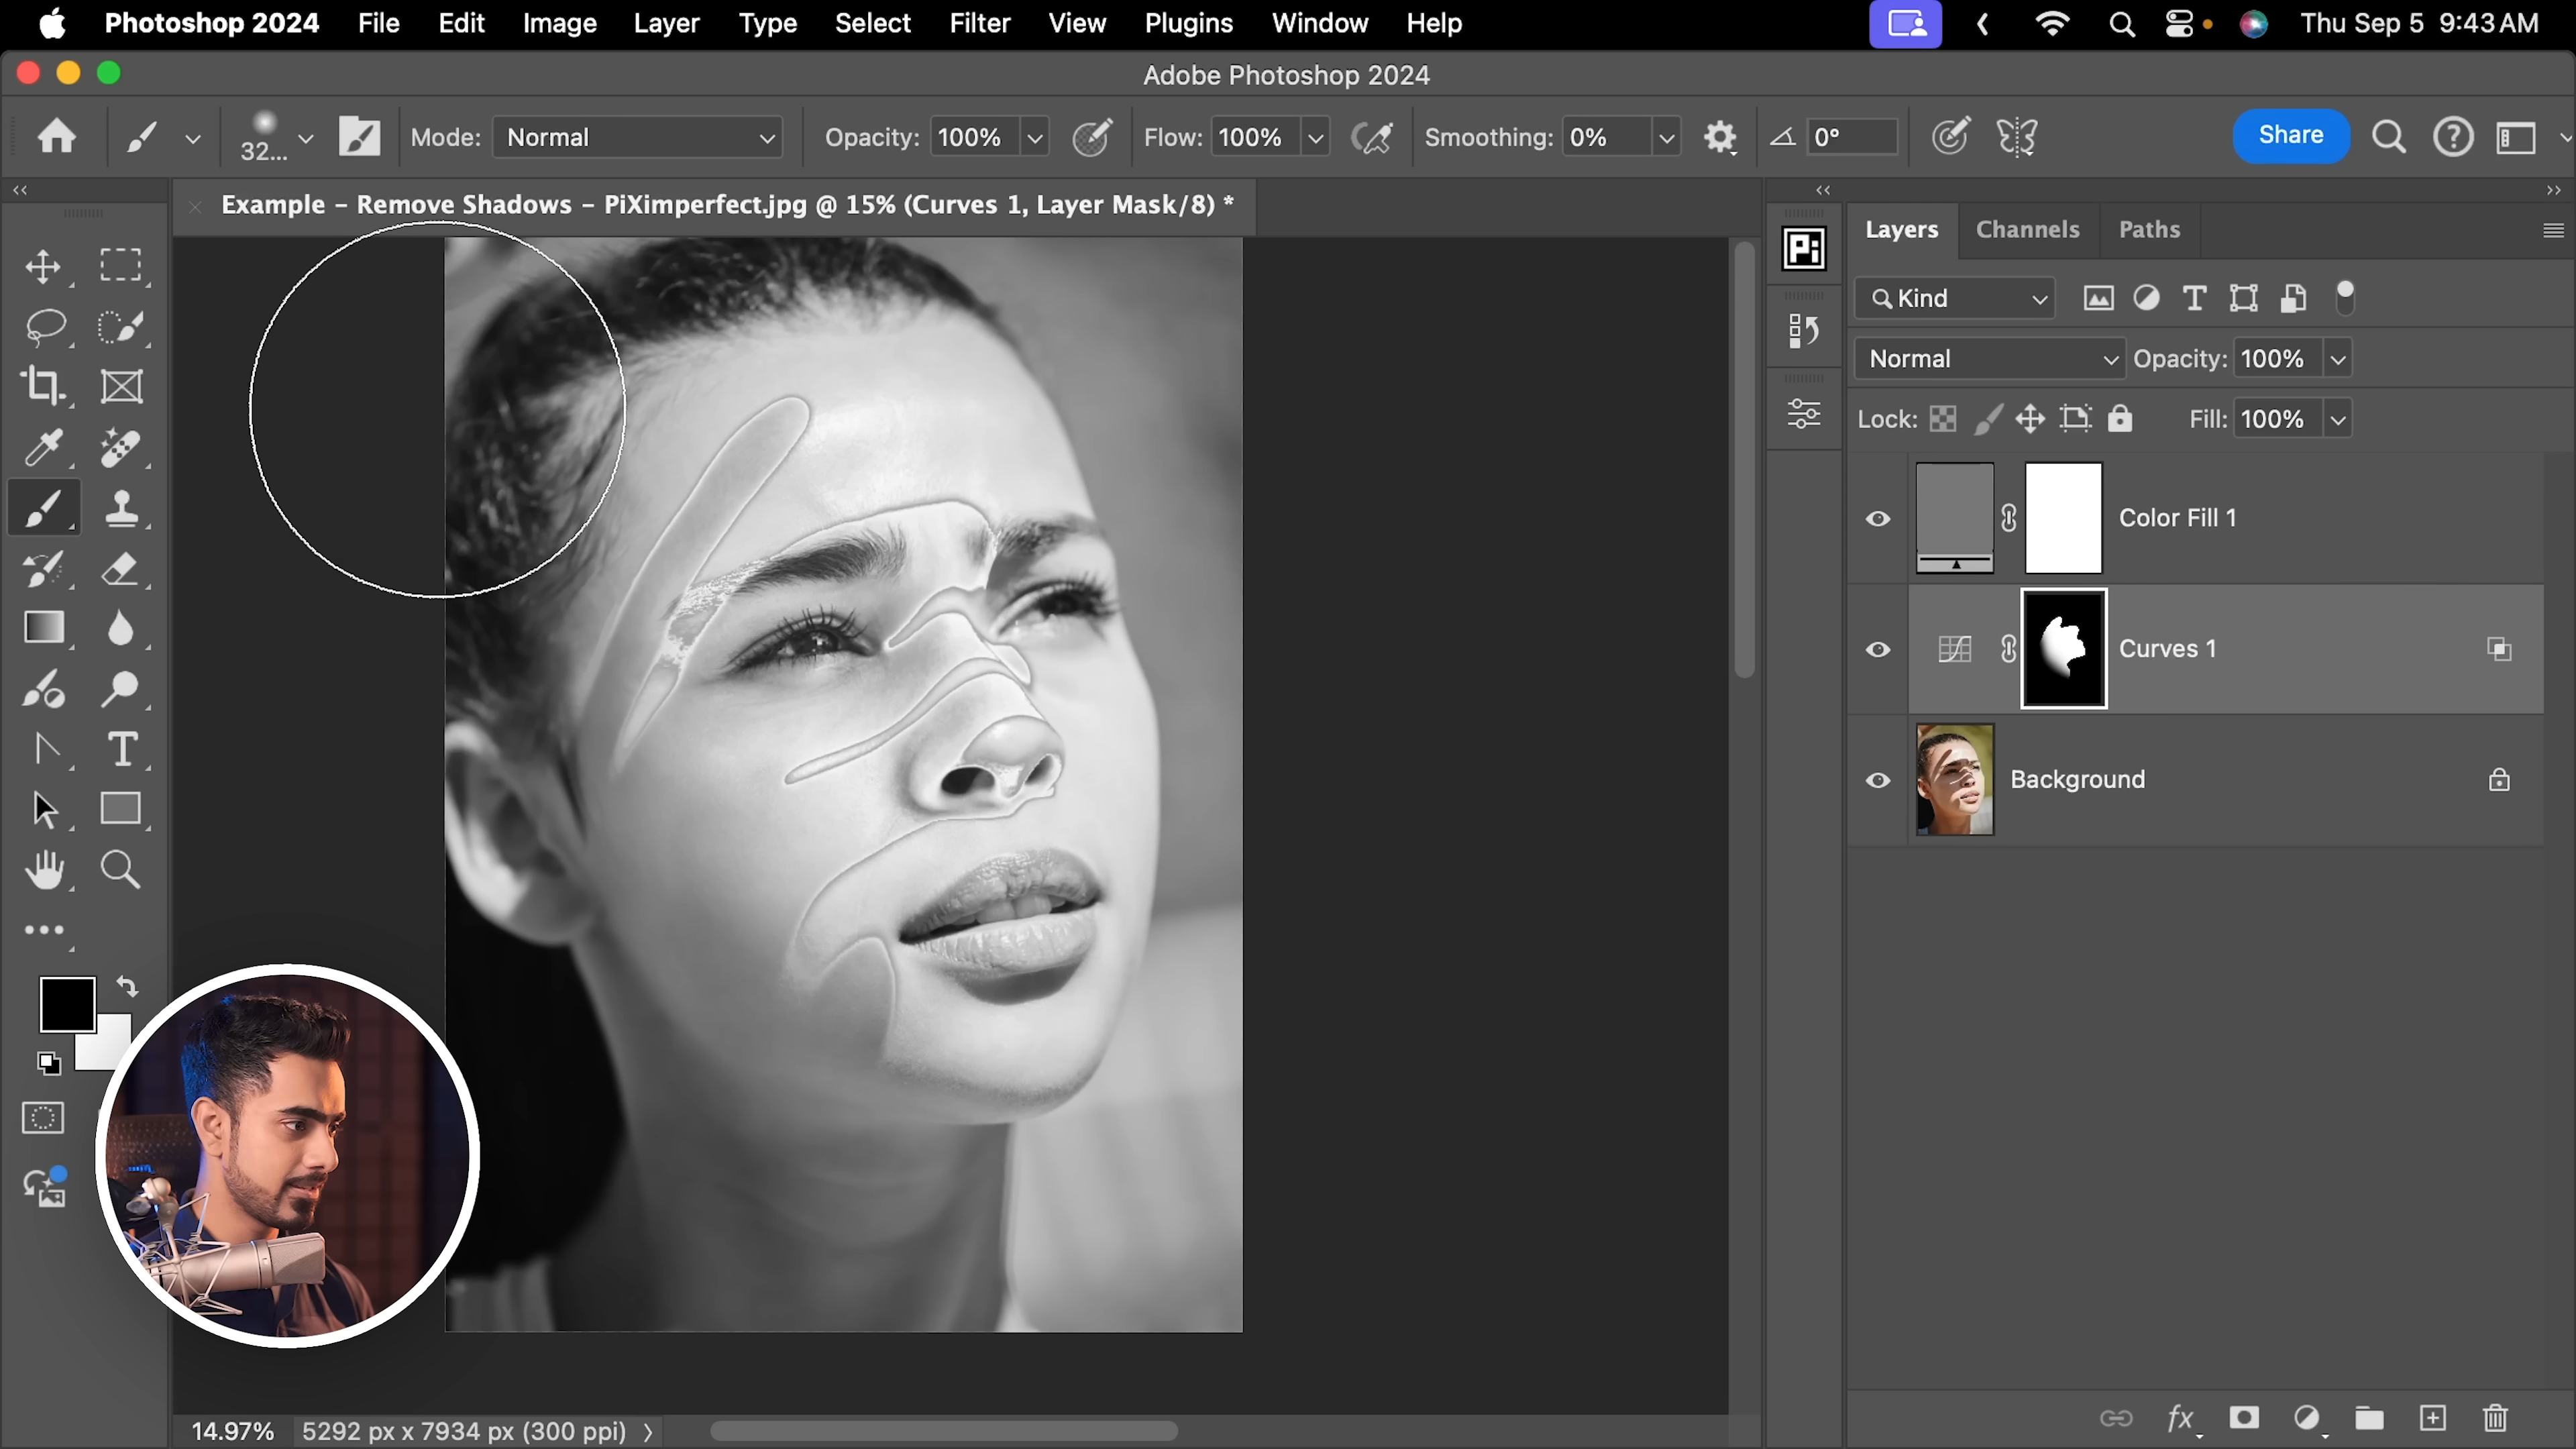 Photoshop 2024 File Edit Image Layer Type Select Filter View Plugins Window Help Thu Sep 5 9:43 AM
Adobe Photoshop 2024
32... Mode: Normal Opacity: 100% Flow: 100% Smoothing: 0% 0° Share
Example – Remove Shadows – PiXimperfect.jpg @ 15% (Curves 1, Layer Mask/8) *
Pi
Layers Channels Paths
Kind
Normal Opacity: 100%
Lock: Fill: 100%
Color Fill 1
Curves 1
Background
fx
14.97% 5292 px x 7934 px (300 ppi)